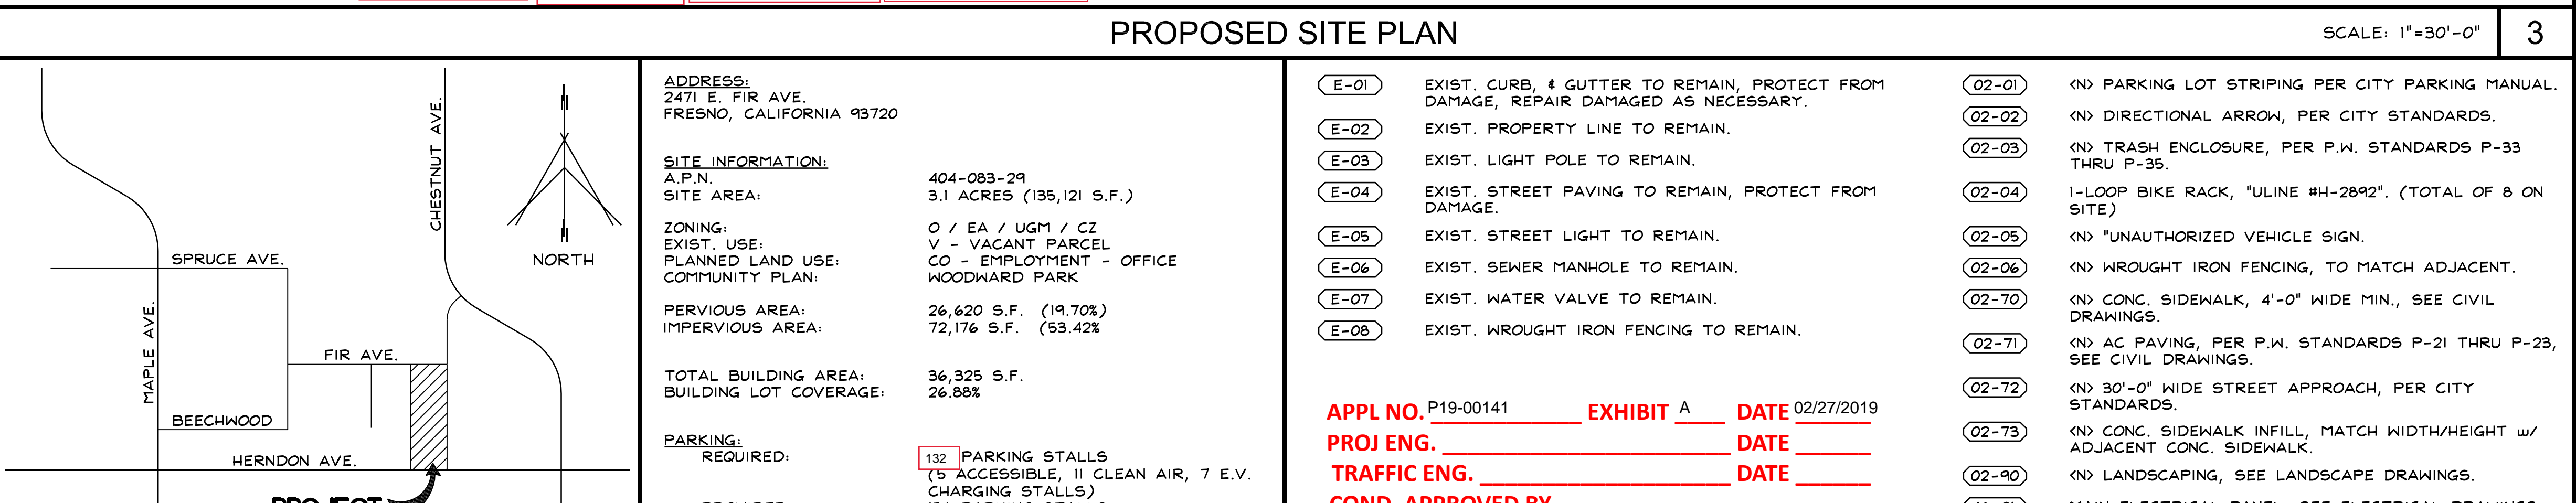 PROPOSED SITE PLAN
SCALE: 1"=30'-0"
3
CHESTNUT AVE.
NORTH
SPRUCE AVE.
MAPLE AVE.
FIR AVE.
BEECHWOOD
HERNDON AVE.
PROJECT
ADDRESS:
2471 E. FIR AVE.
FRESNO, CALIFORNIA 93720
SITE INFORMATION:
A.P.N. 404-083-29
SITE AREA: 3.1 ACRES (135,121 S.F.)
ZONING: O / EA / UGM / CZ
EXIST. USE: V - VACANT PARCEL
PLANNED LAND USE: CO - EMPLOYMENT - OFFICE
COMMUNITY PLAN: WOODWARD PARK
PERVIOUS AREA: 26,620 S.F. (19.70%)
IMPERVIOUS AREA: 72,176 S.F. (53.42%
TOTAL BUILDING AREA: 36,325 S.F.
BUILDING LOT COVERAGE: 26.88%
PARKING:
REQUIRED: 132 PARKING STALLS
(5 ACCESSIBLE, 11 CLEAN AIR, 7 E.V.
CHARGING STALLS)
E-01 EXIST. CURB, & GUTTER TO REMAIN, PROTECT FROM
DAMAGE, REPAIR DAMAGED AS NECESSARY.
E-02 EXIST. PROPERTY LINE TO REMAIN.
E-03 EXIST. LIGHT POLE TO REMAIN.
E-04 EXIST. STREET PAVING TO REMAIN, PROTECT FROM
DAMAGE.
E-05 EXIST. STREET LIGHT TO REMAIN.
E-06 EXIST. SEWER MANHOLE TO REMAIN.
E-07 EXIST. WATER VALVE TO REMAIN.
E-08 EXIST. WROUGHT IRON FENCING TO REMAIN.
APPL NO. P19-00141 EXHIBIT A DATE 02/27/2019
PROJ ENG. DATE
TRAFFIC ENG. DATE
COND. APPROVED BY
02-01 <N> PARKING LOT STRIPING PER CITY PARKING MANUAL.
02-02 <N> DIRECTIONAL ARROW, PER CITY STANDARDS.
02-03 <N> TRASH ENCLOSURE, PER P.W. STANDARDS P-33
THRU P-35.
02-04 1-LOOP BIKE RACK, "ULINE #H-2892". (TOTAL OF 8 ON
SITE)
02-05 <N> "UNAUTHORIZED VEHICLE SIGN.
02-06 <N> WROUGHT IRON FENCING, TO MATCH ADJACENT.
02-70 <N> CONC. SIDEWALK, 4'-0" WIDE MIN., SEE CIVIL
DRAWINGS.
02-71 <N> AC PAVING, PER P.W. STANDARDS P-21 THRU P-23,
SEE CIVIL DRAWINGS.
02-72 <N> 30'-0" WIDE STREET APPROACH, PER CITY
STANDARDS.
02-73 <N> CONC. SIDEWALK INFILL, MATCH WIDTH/HEIGHT w/
ADJACENT CONC. SIDEWALK.
02-90 <N> LANDSCAPING, SEE LANDSCAPE DRAWINGS.